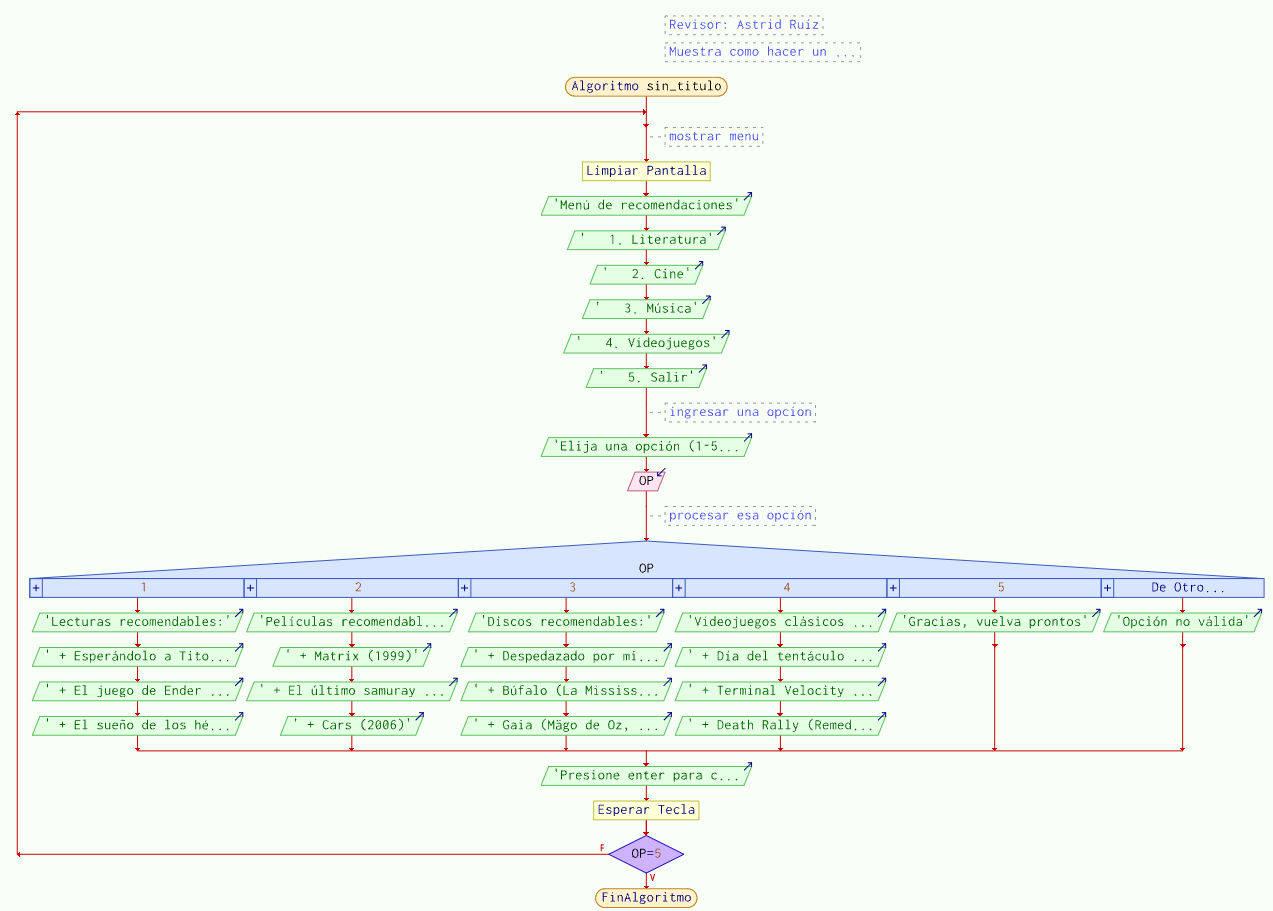 Revisor: Astrid Ruíz
Muestra como hacer un ...
Algoritmo sin_titulo
mostrar menu
Limpiar Pantalla
'Menú de recomendaciones'
'   1. Literatura'
'   2. Cine'
'   3. Música'
'   4. Videojuegos'
'   5. Salir'
ingresar una opcion
'Elija una opción (1-5...
OP
procesar esa opción
OP
+ 1 + 2 + 3 + 4 + 5 + De Otro...
'Lecturas recomendables:' 'Películas recomendabl... 'Discos recomendables:' 'Videojuegos clásicos ... 'Gracias, vuelva prontos' 'Opción no válida'
' + Esperándolo a Tito... ' + Matrix (1999)' ' + Despedazado por mi... ' + Día del tentáculo ...
' + El juego de Ender ... ' + El último samuray ... ' + Búfalo (La Mississ... ' + Terminal Velocity ...
' + El sueño de los hé... ' + Cars (2006)' ' + Gaia (Mägo de Oz, ... ' + Death Rally (Remed...
'Presione enter para c...
Esperar Tecla
F OP=5
V
FinAlgoritmo